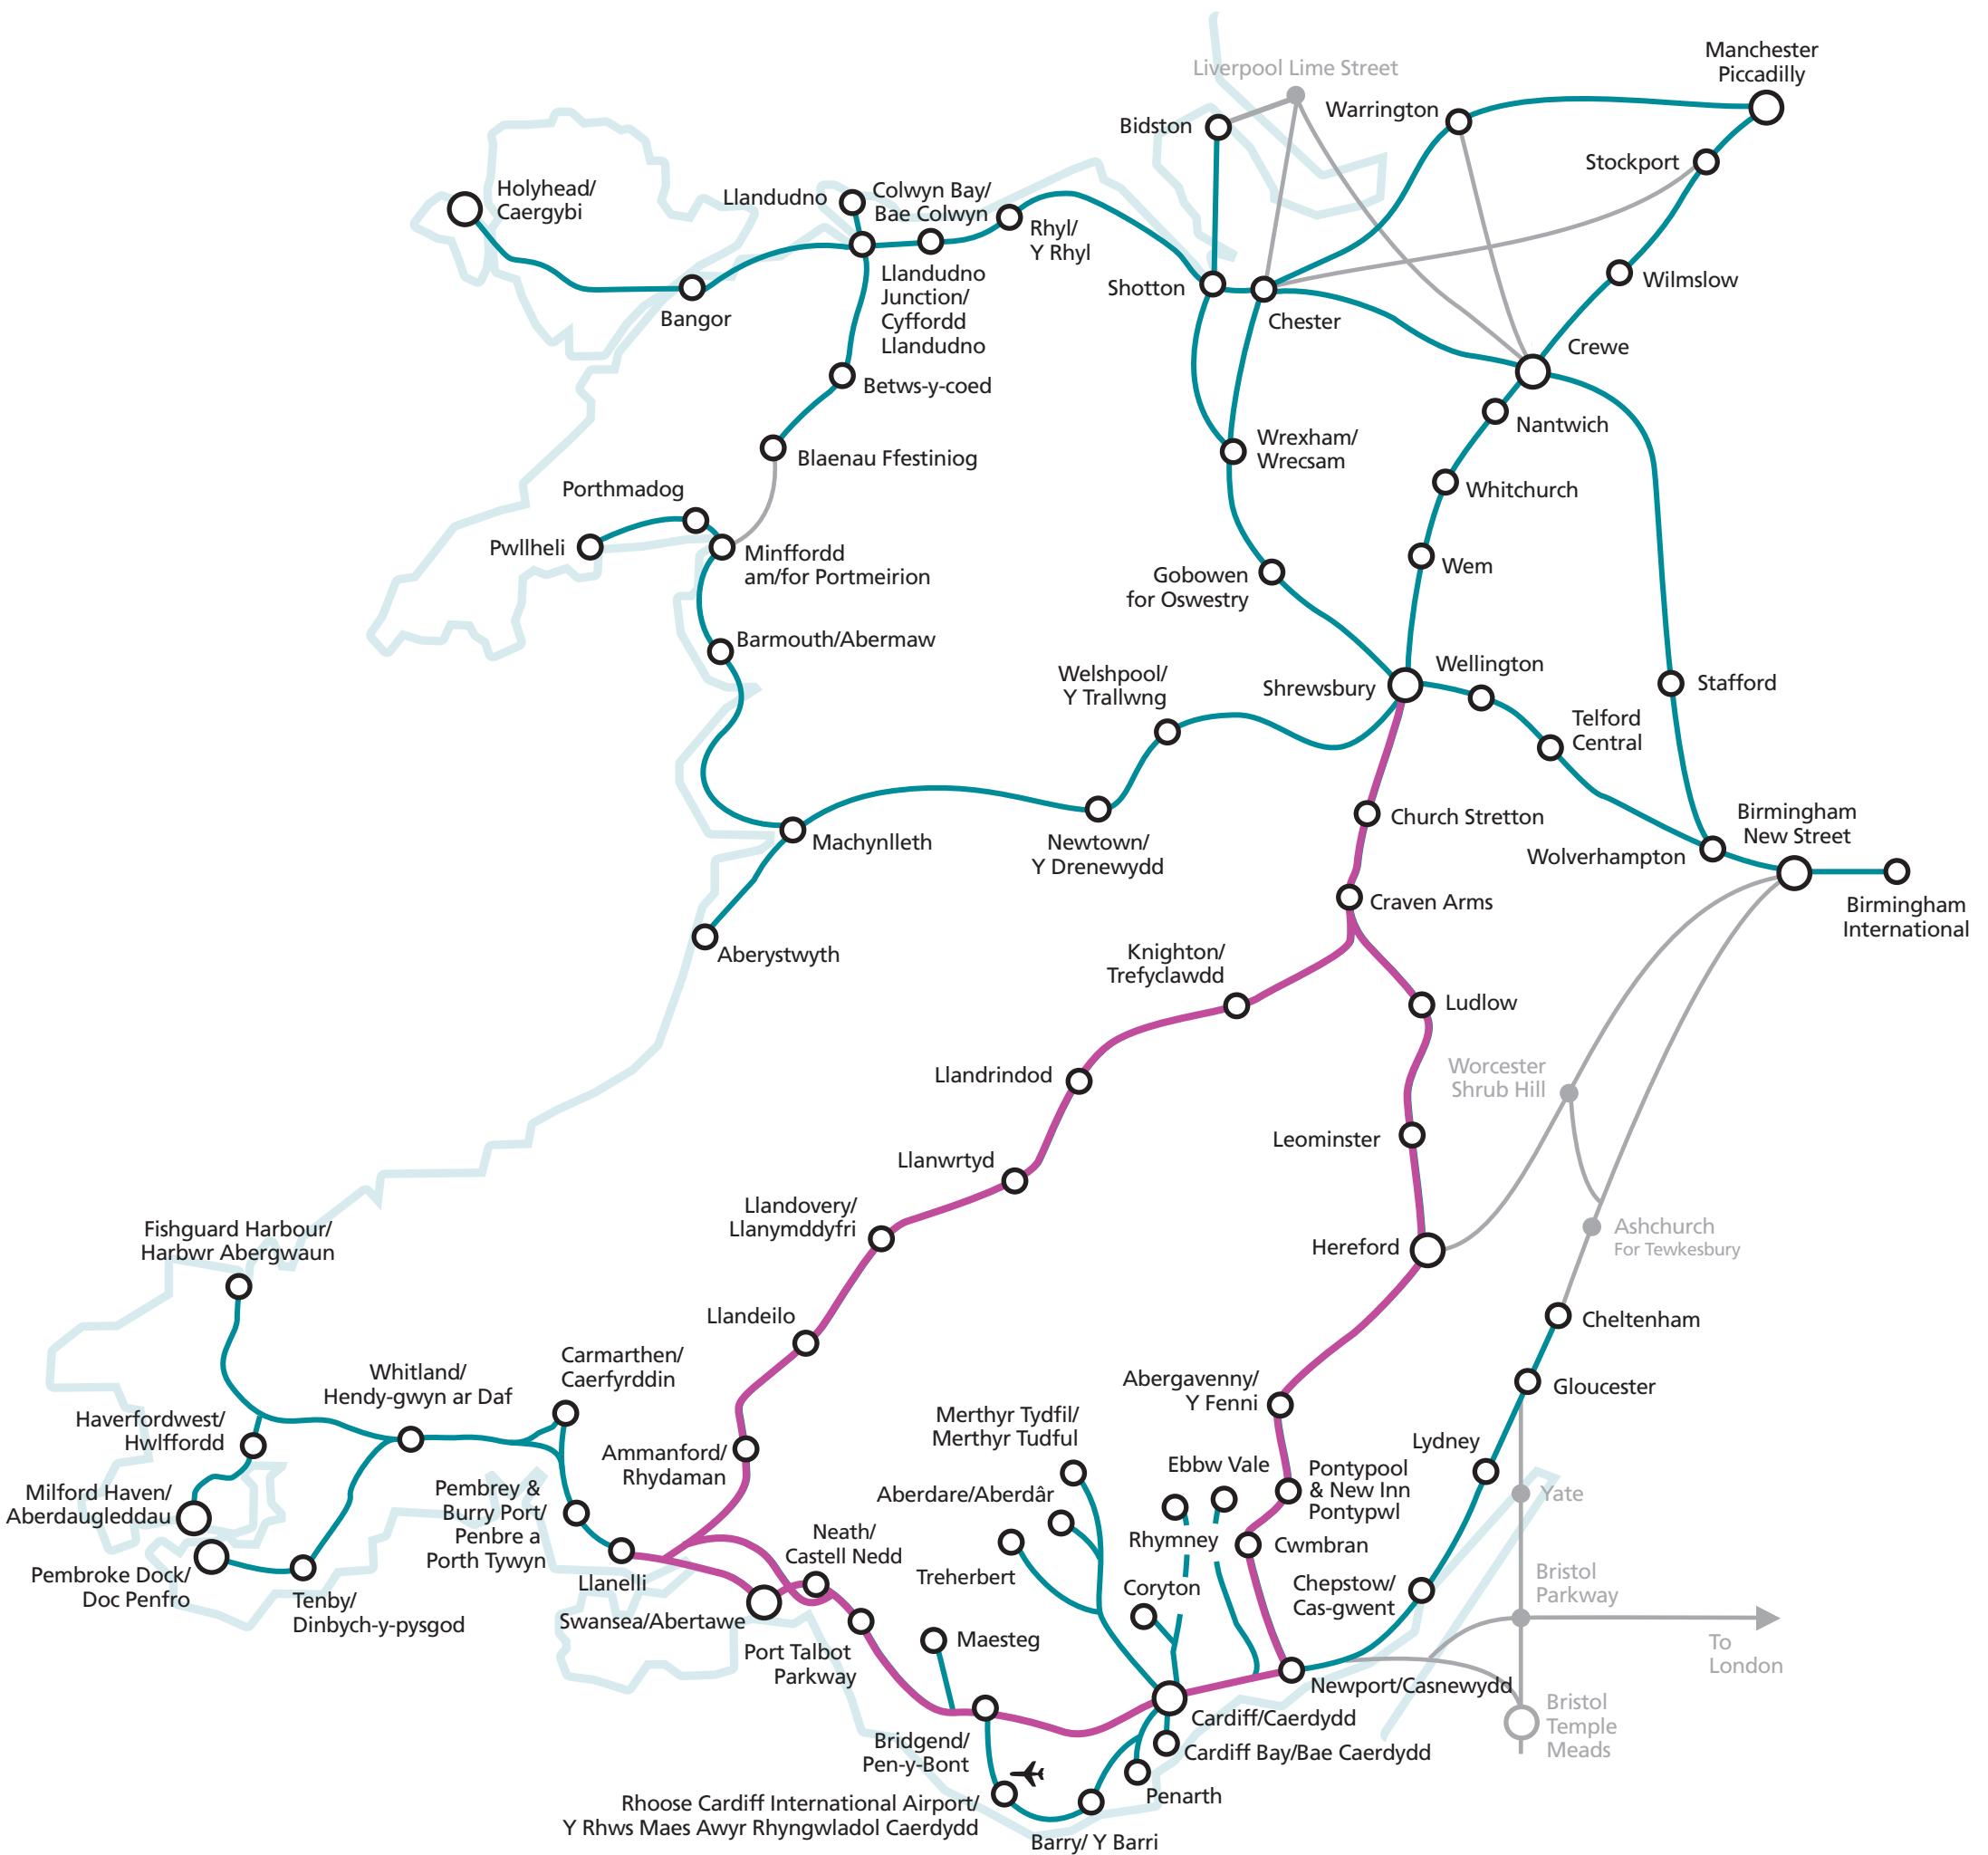 Manchester
Piccadilly
Liverpool Lime Street
Warrington
Bidston
Stockport
Holyhead/
Caergybi
Llandudno
Colwyn Bay/
Bae Colwyn
Rhyl/
Y Rhyl
Llandudno
Junction/
Cyffordd
Llandudno
Shotton
Wilmslow
Bangor
Chester
Crewe
Betws-y-coed
Nantwich
Wrexham/
Wrecsam
Blaenau Ffestiniog
Whitchurch
Porthmadog
Pwllheli
Minffordd
am/for Portmeirion
Wem
Gobowen
for Oswestry
Barmouth/Abermaw
Welshpool/
Y Trallwng
Shrewsbury
Wellington
Stafford
Telford
Central
Church Stretton
Birmingham
New Street
Machynlleth
Newtown/
Y Drenewydd
Wolverhampton
Birmingham
International
Craven Arms
Aberystwyth
Knighton/
Trefyclawdd
Ludlow
Llandrindod
Worcester
Shrub Hill
Leominster
Llanwrtyd
Llandovery/
Llanymddyfri
Fishguard Harbour/
Harbwr Abergwaun
Hereford
Ashchurch
For Tewkesbury
Llandeilo
Cheltenham
Carmarthen/
Caerfyrddin
Whitland/
Hendy-gwyn ar Daf
Abergavenny/
Y Fenni
Gloucester
Haverfordwest/
Hwlffordd
Merthyr Tydfil/
Merthyr Tudful
Ammanford/
Rhydaman
Lydney
Ebbw Vale
Pontypool
& New Inn
Pontypwl
Milford Haven/
Aberdaugleddau
Pembrey &
Burry Port/
Penbre a
Porth Tywyn
Aberdare/Aberdâr
Yate
Neath/
Castell Nedd
Rhymney
Cwmbran
Pembroke Dock/
Doc Penfro
Llanelli
Treherbert
Coryton
Chepstow/
Cas-gwent
Bristol
Parkway
Tenby/
Dinbych-y-pysgod
Swansea/Abertawe
Port Talbot
Parkway
Maesteg
To
London
Newport/Casnewydd
Bristol
Temple
Meads
Cardiff/Caerdydd
Bridgend/
Pen-y-Bont
Cardiff Bay/Bae Caerdydd
Penarth
Rhoose Cardiff International Airport/
Y Rhws Maes Awyr Rhyngwladol Caerdydd
Barry/ Y Barri